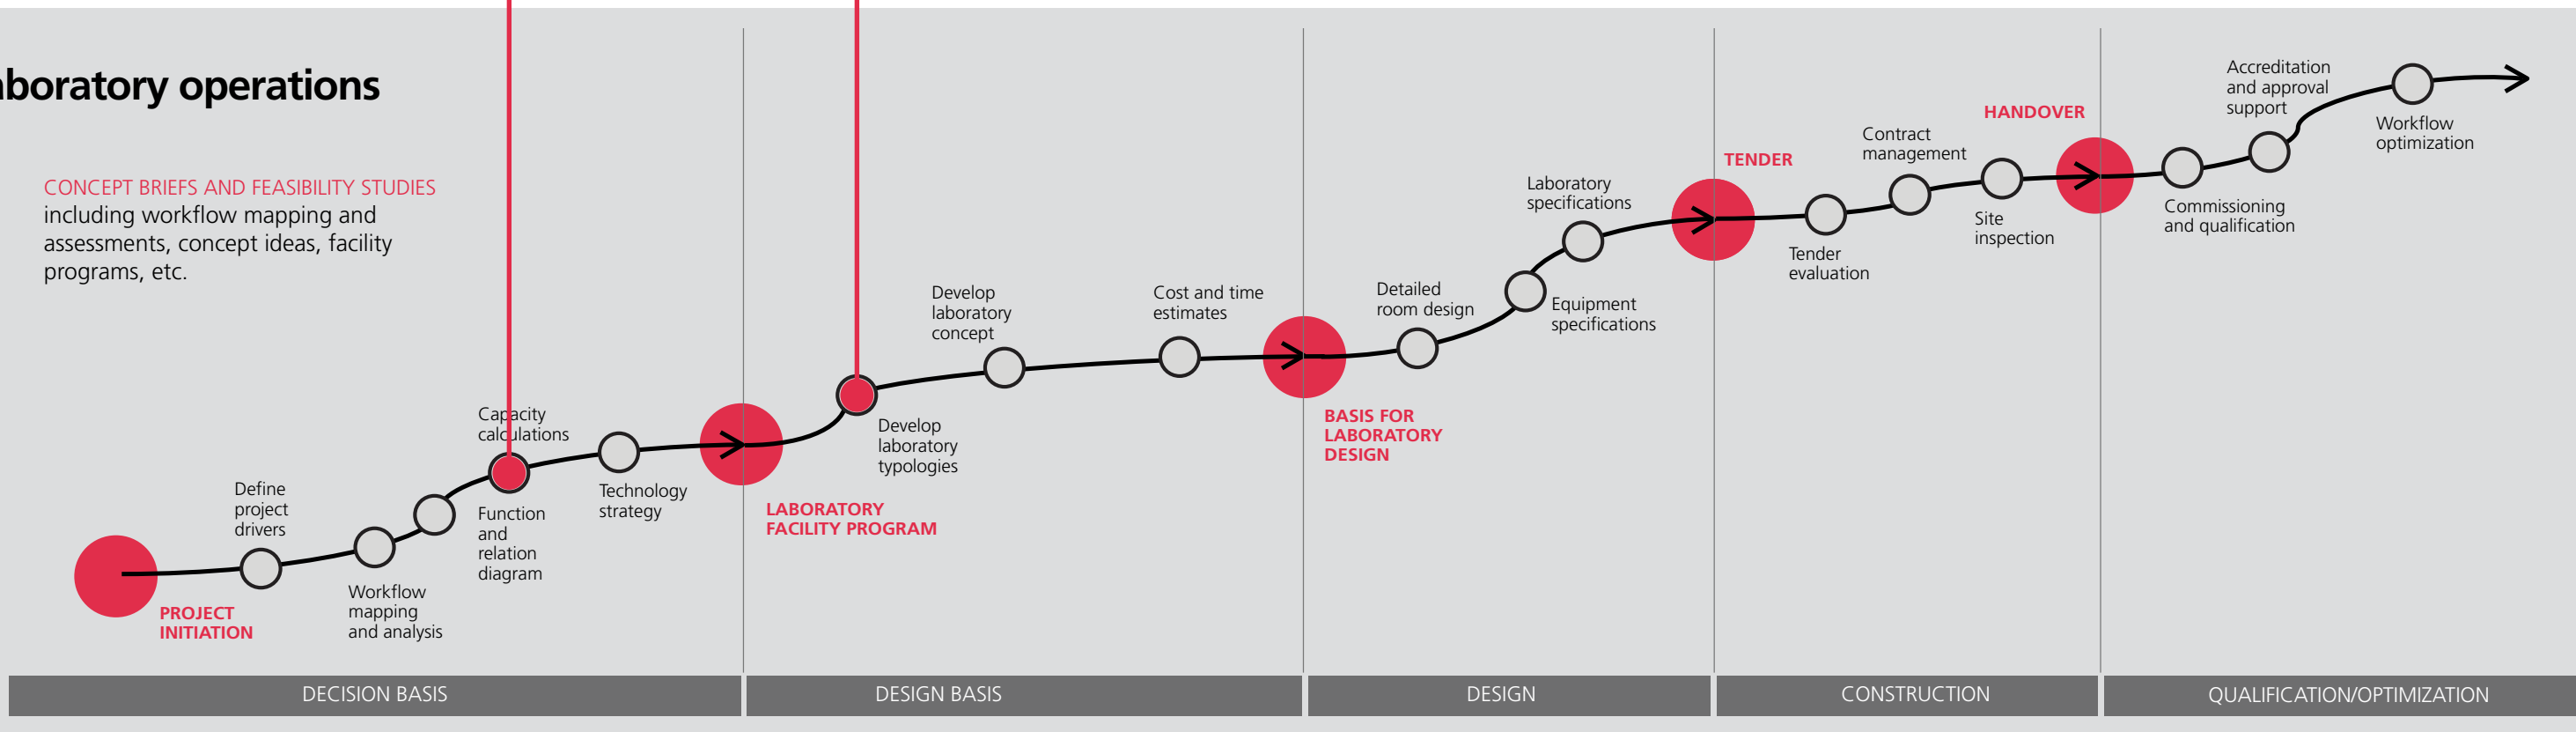 aboratory operations
CONCEPT BRIEFS AND FEASIBILITY STUDIES
including workflow mapping and
assessments, concept ideas, facility
programs, etc.
PROJECT
INITIATION
Define
project
drivers
Workflow
mapping
and analysis
Capacity
calculations
Function
and
relation
diagram
Technology
strategy
LABORATORY
FACILITY PROGRAM
Develop
laboratory
typologies
Develop
laboratory
concept
Cost and time
estimates
BASIS FOR
LABORATORY
DESIGN
Detailed
room design
Equipment
specifications
Laboratory
specifications
TENDER
Tender
evaluation
Contract
management
Site
inspection
HANDOVER
Commissioning
and qualification
Accreditation
and approval
support
Workflow
optimization
DECISION BASIS
DESIGN BASIS
DESIGN
CONSTRUCTION
QUALIFICATION/OPTIMIZATION